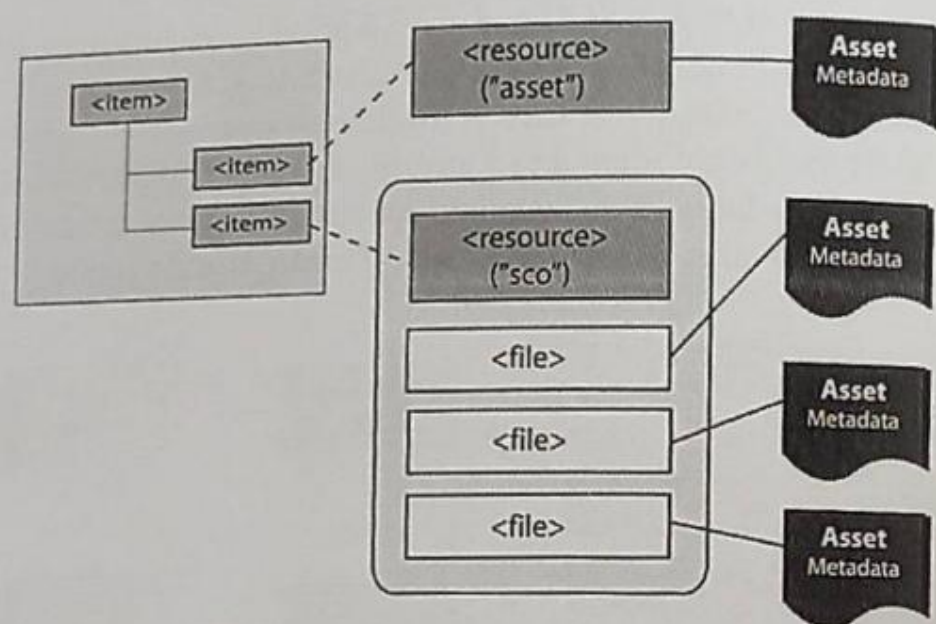 <item>
<item>
<item>
<resource>
("asset")
Asset
Metadata
<resource>
("sco")
<file>
<file>
<file>
Asset
Metadata
Asset
Metadata
Asset
Metadata